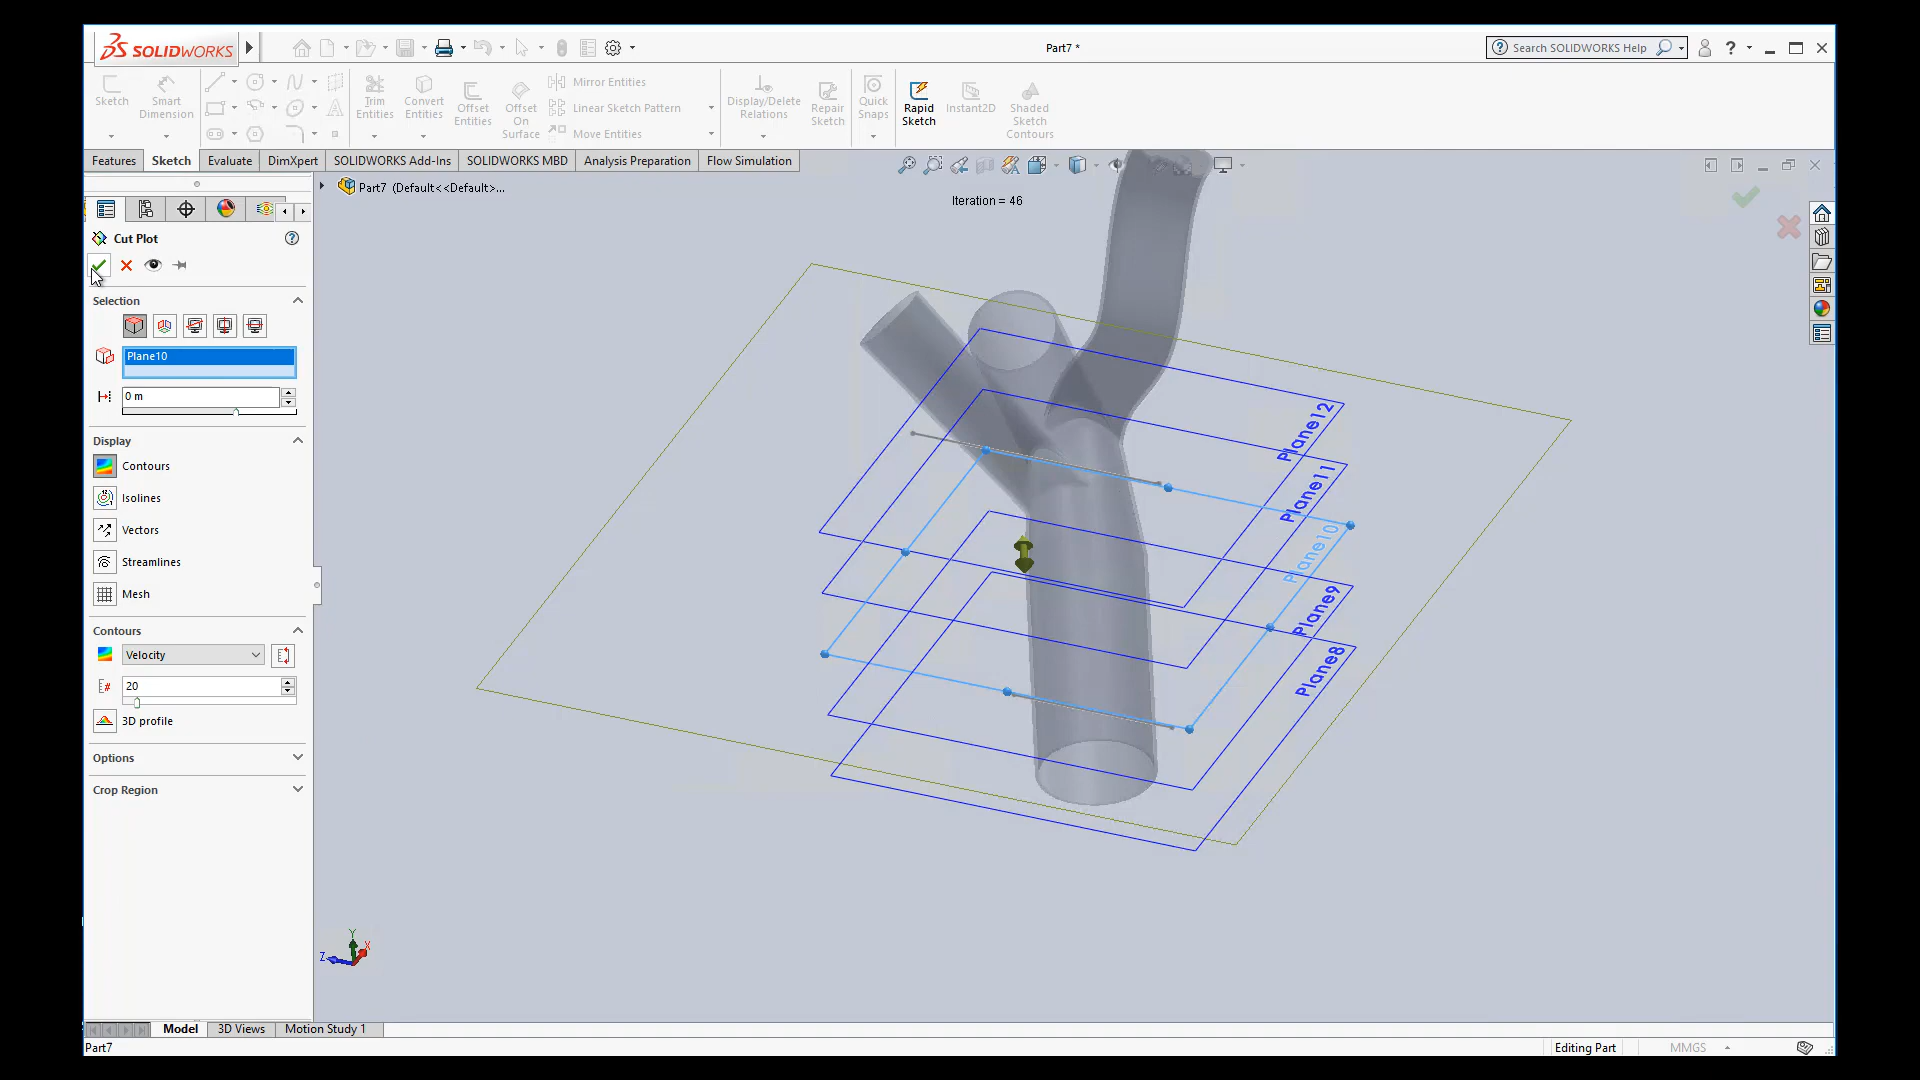 SOLIDWORKS
Part7 *
Search SOLIDWORKS Help
Sketch
Smart Dimension
Trim Entities
Convert Entities
Offset Entities
Offset On Surface
Mirror Entities
Linear Sketch Pattern
Move Entities
Display/Delete Relations
Repair Sketch
Quick Snaps
Rapid Sketch
Instant2D
Shaded Sketch Contours
Features
Sketch
Evaluate
DimXpert
SOLIDWORKS Add-Ins
SOLIDWORKS MBD
Analysis Preparation
Flow Simulation
Part7 (Default<<Default>...
Iteration = 46
Cut Plot
Selection
Plane10
0 m
Display
Contours
Isolines
Vectors
Streamlines
Mesh
Contours
Velocity
20
3D profile
Options
Crop Region
Plane12
Plane11
Plane10
Plane9
Plane8
Y
X
Z
Model
3D Views
Motion Study 1
Part7
Editing Part
MMGS